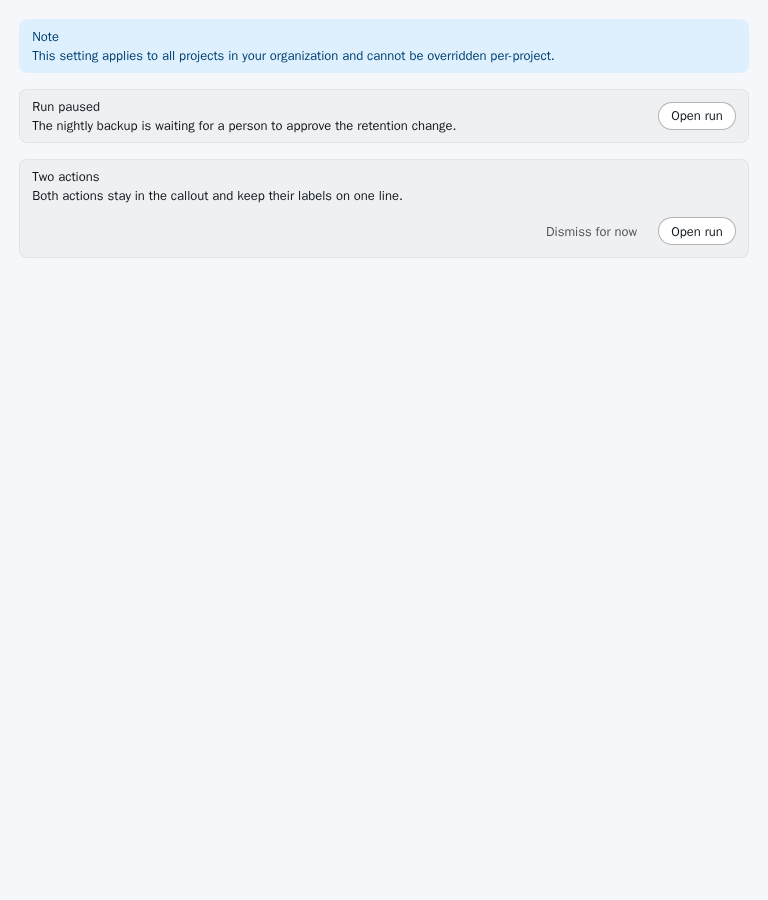 Note
This setting applies to all projects in your organization and cannot be overridden per-project.
Run paused
The nightly backup is waiting for a person to approve the retention change.
Open run
Two actions
Both actions stay in the callout and keep their labels on one line.
Dismiss for now
Open run